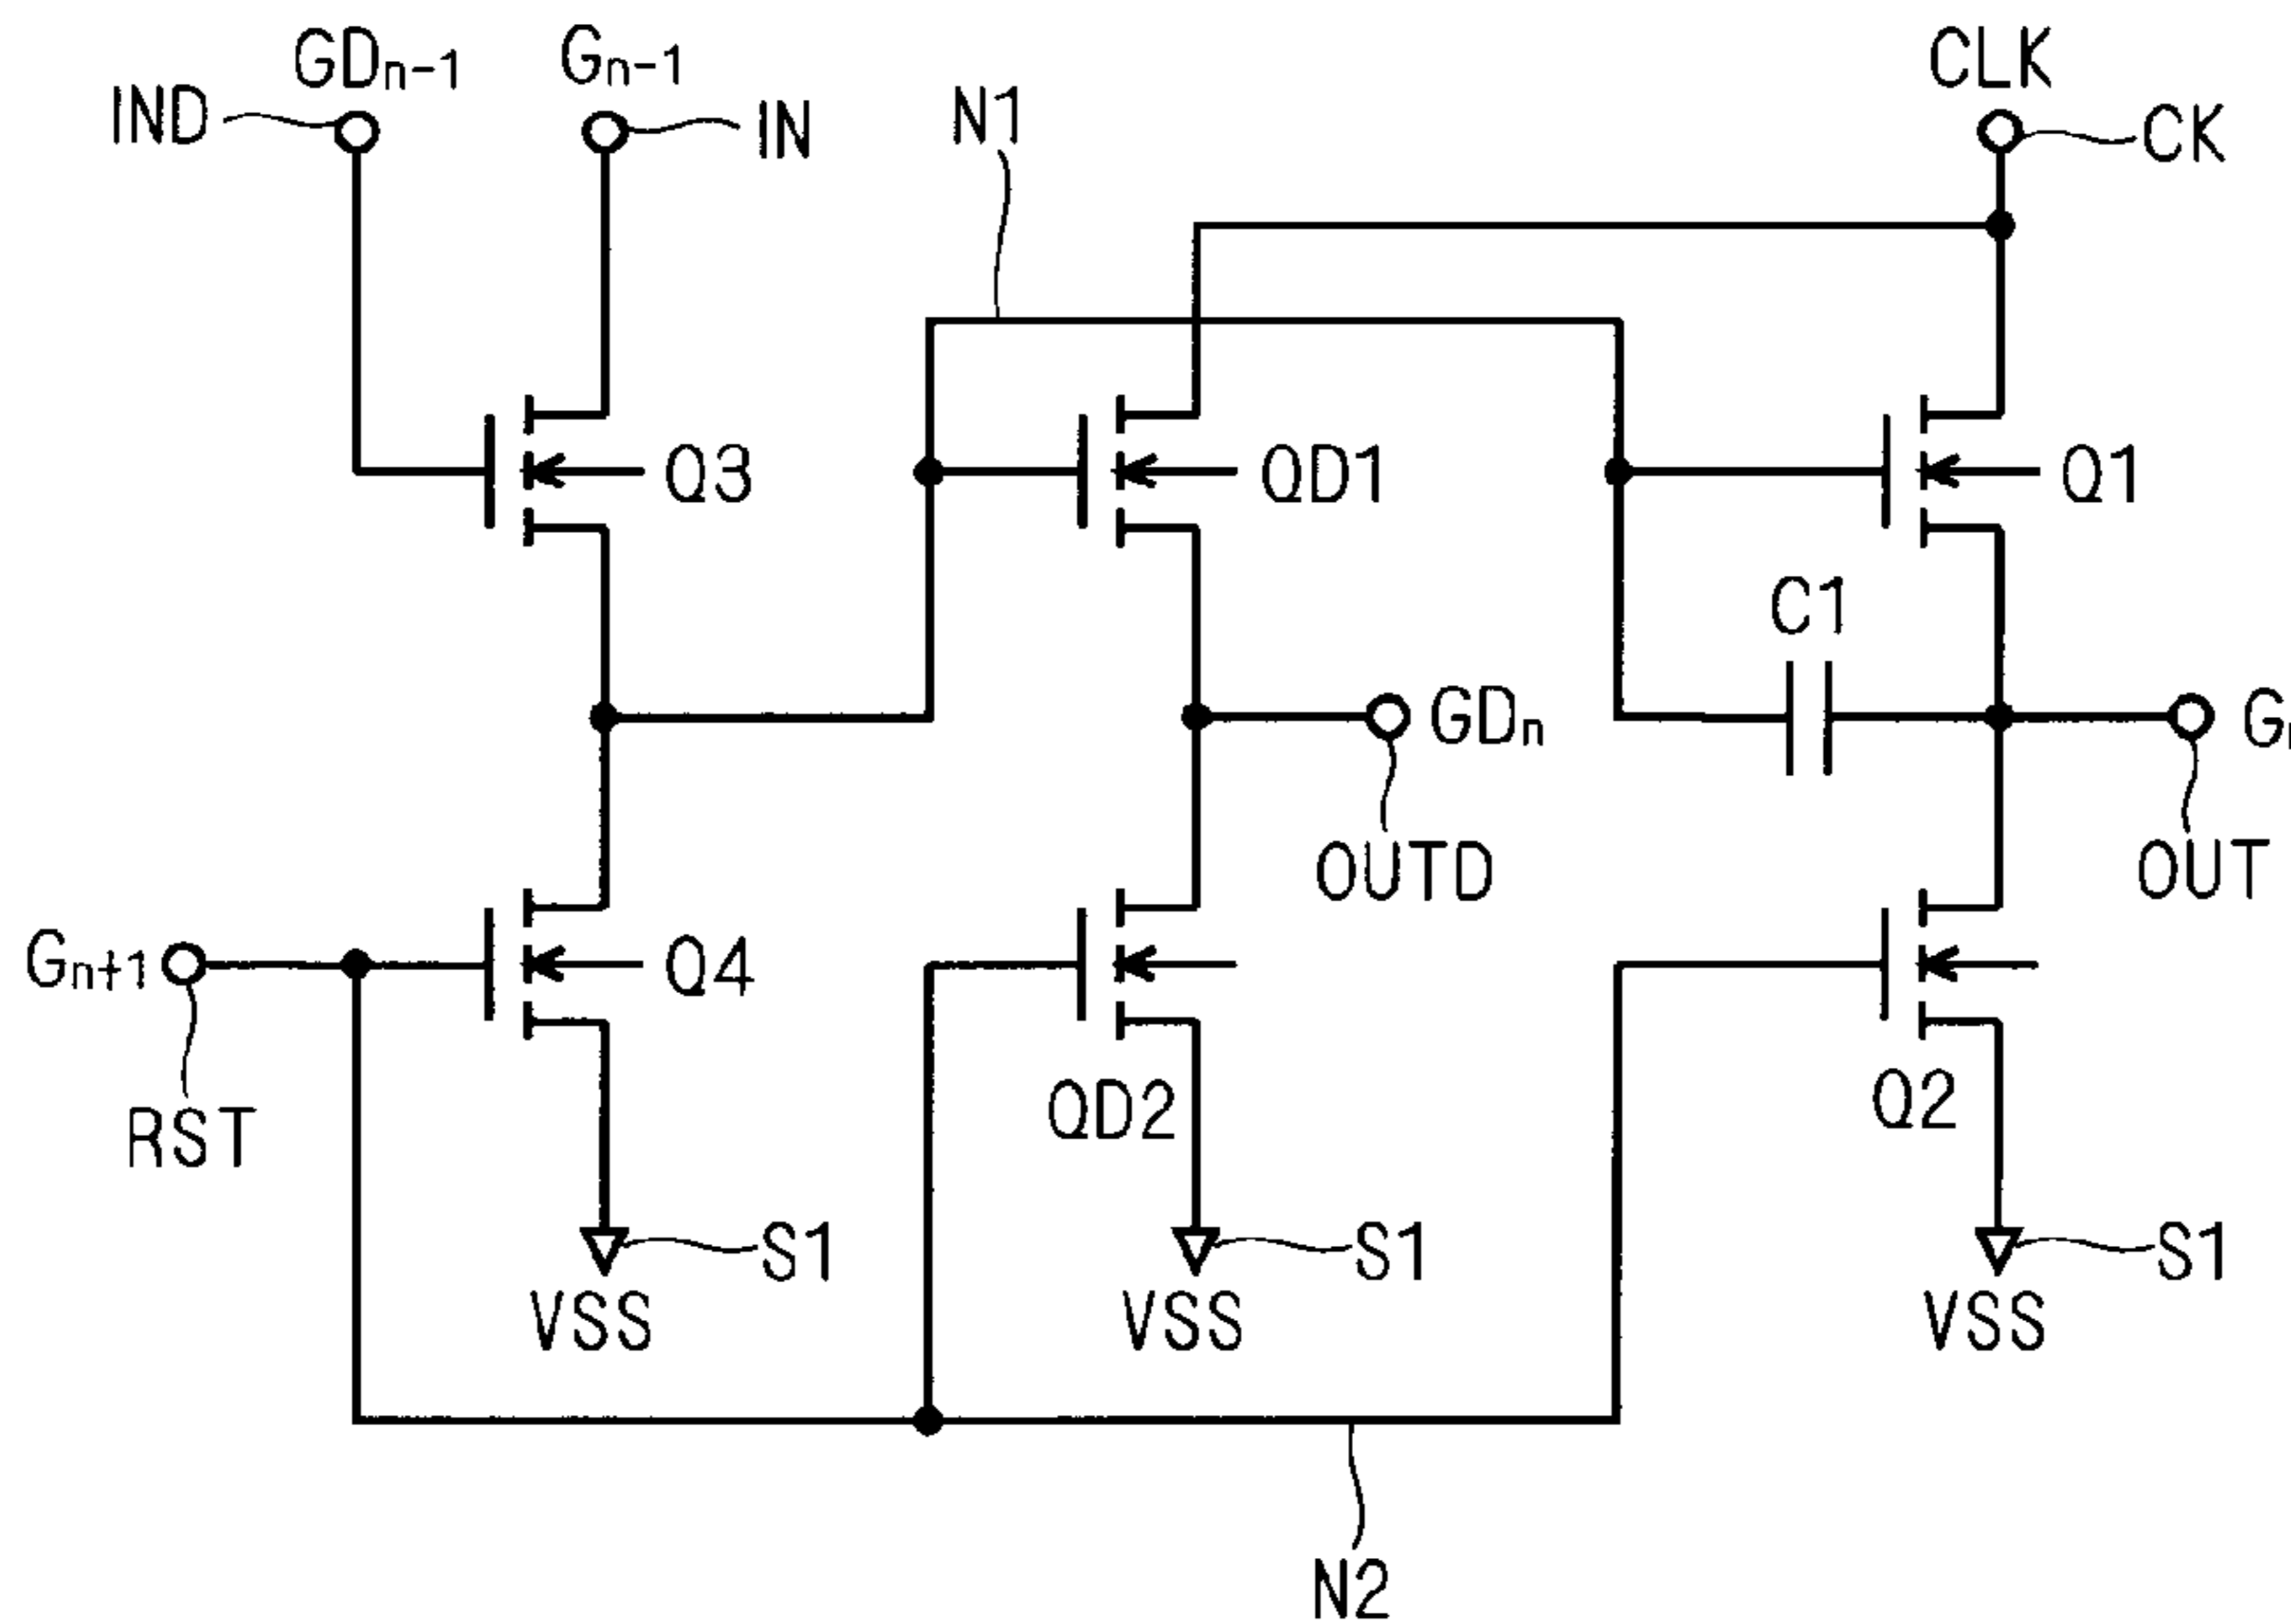 GDn-1
Gn-1
CLK
IND
IN
N1
CK
Q3
QD1
Q1
C1
GDn
OUTD
OUT
Gn+1
Q4
RST
QD2
Q2
S1
S1
S1
VSS
VSS
VSS
N2